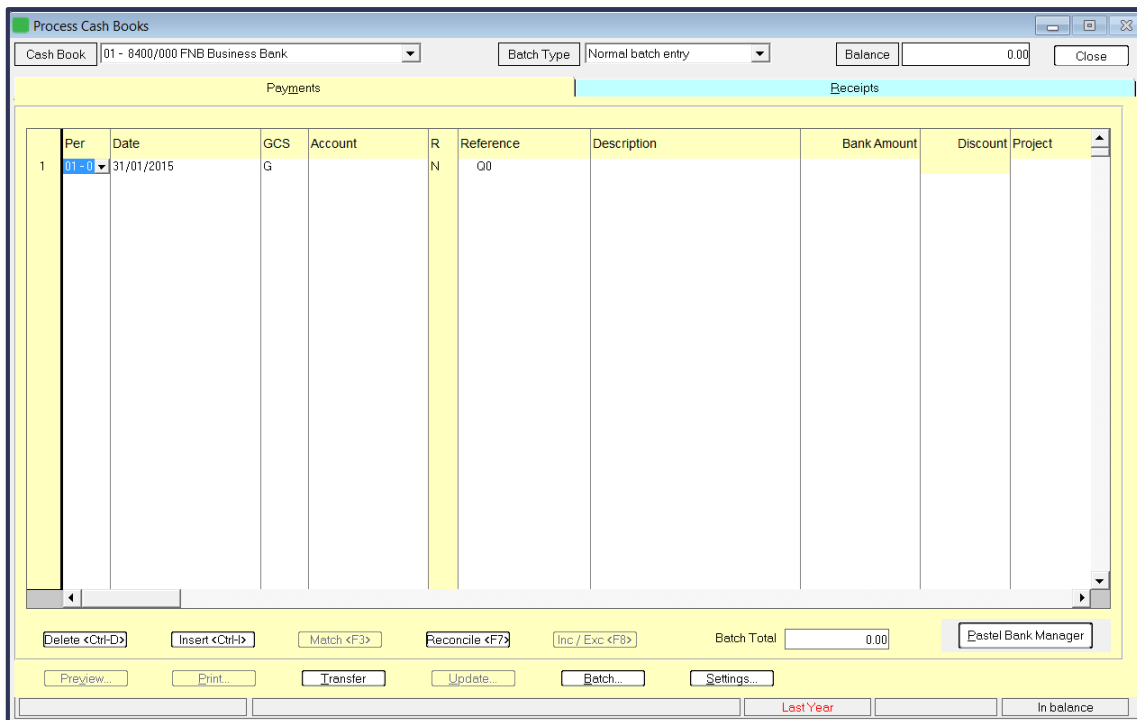 Process Cash Books
Cash Book 01 - 8400/000 FNB Business Bank Batch Type Normal batch entry Balance 0.00 Close
Payments Receipts
Per Date GCS Account R Reference Description Bank Amount Discount Project
1 01 - 0 31/01/2015 G N Q0
Delete <Ctrl-D> Insert <Ctrl-I> Match <F3> Reconcile <F7> Inc / Exc <F8> Batch Total 0.00 Pastel Bank Manager
Preview... Print... Transfer Update... Batch... Settings...
Last Year In balance